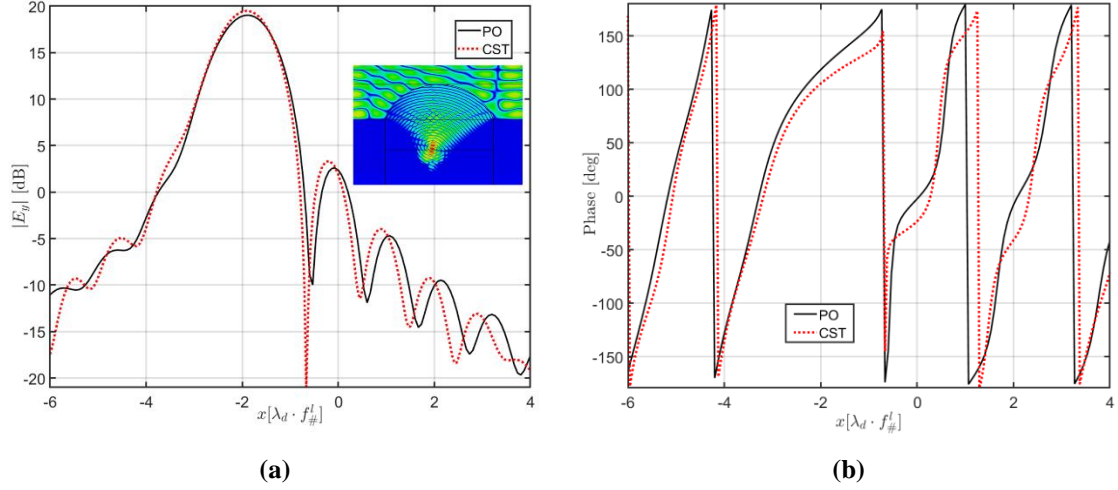 20
15
10
5
0
-5
-10
-15
-20
|E_y| [dB]
PO
CST
-6 -4 -2 0 2 4
x[λ_d · f_#^l]
(a)
150
100
50
0
-50
-100
-150
Phase [deg]
PO
CST
-6 -4 -2 0 2 4
x[λ_d · f_#^l]
(b)